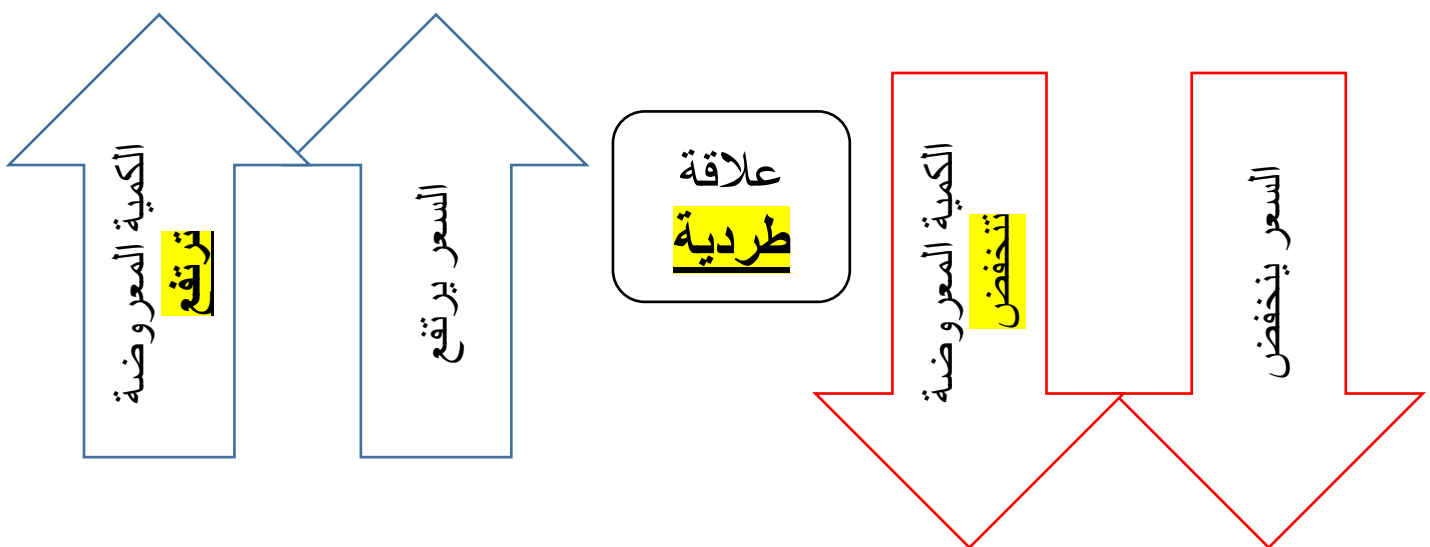 السعر ينخفض
الكمية المعروضة
تنخفض
علاقة
طردية
السعر يرتفع
الكمية المعروضة
ترتفع